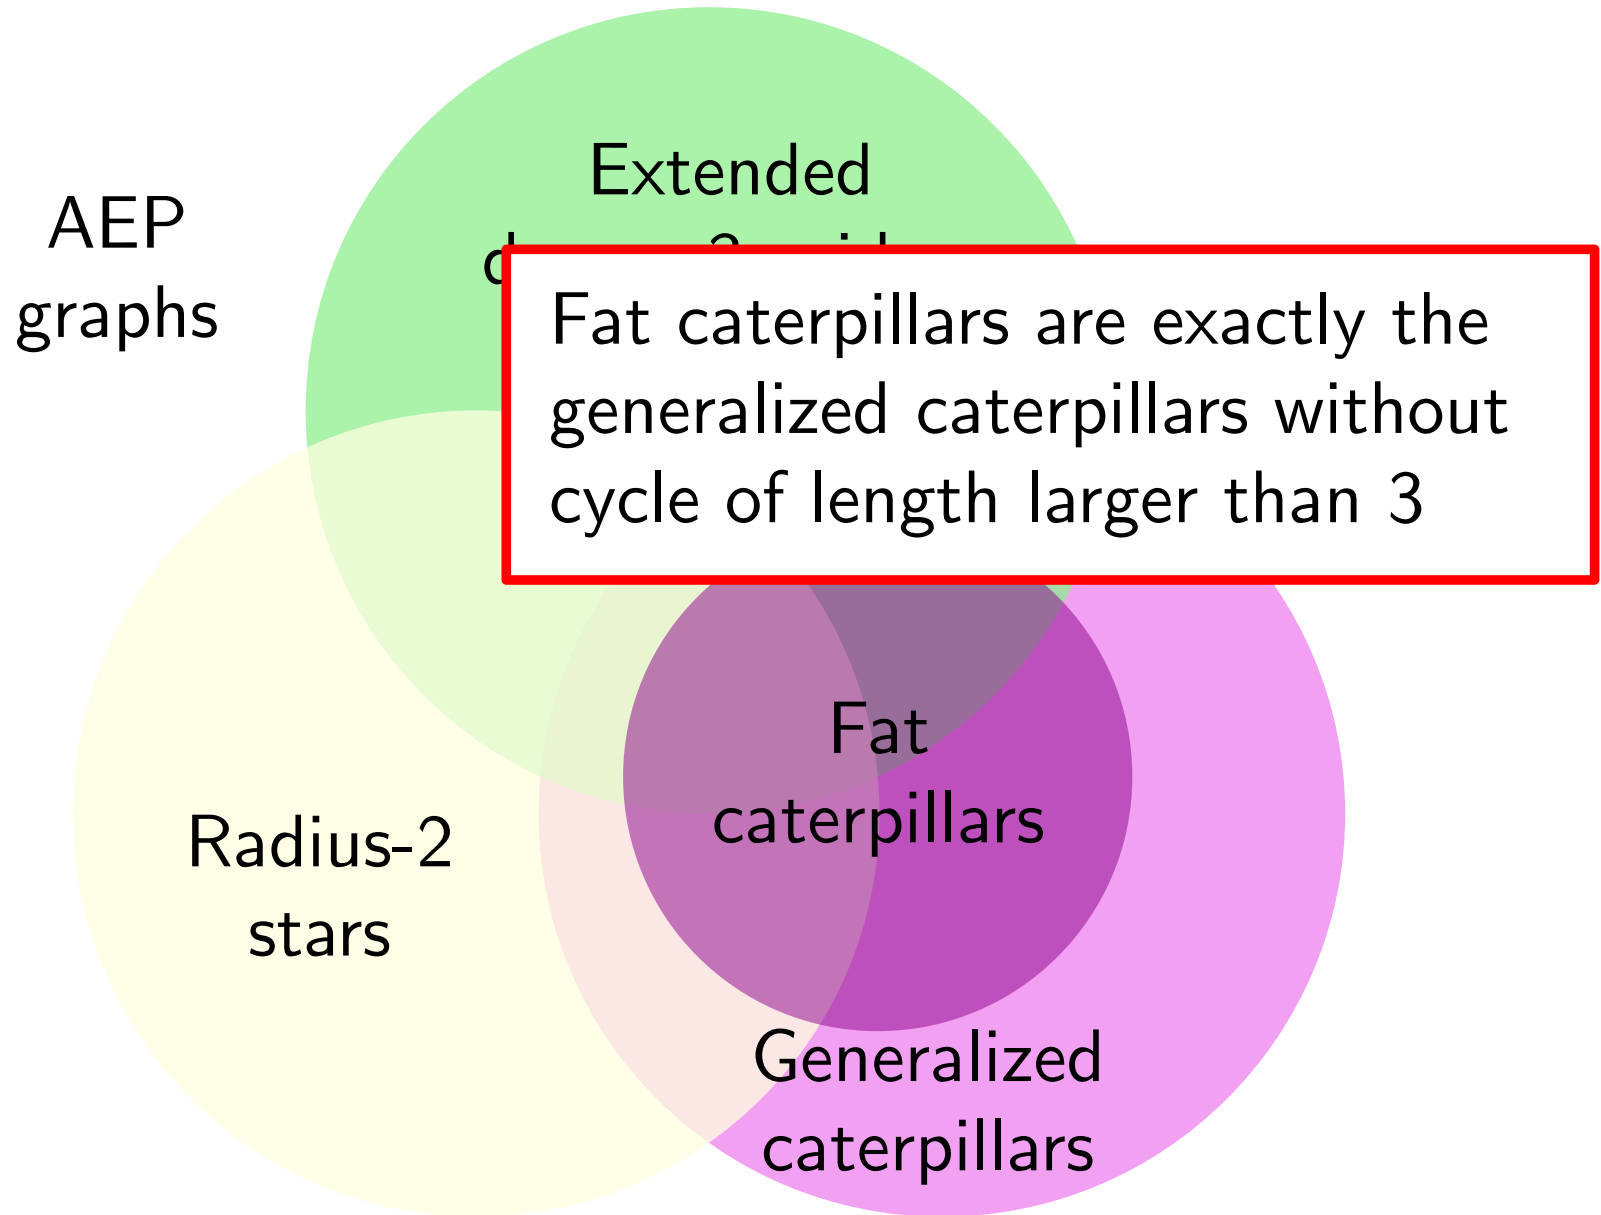 AEP
graphs
Extended
Fat caterpillars are exactly the
generalized caterpillars without
cycle of length larger than 3
Fat
caterpillars
Radius-2
stars
Generalized
caterpillars